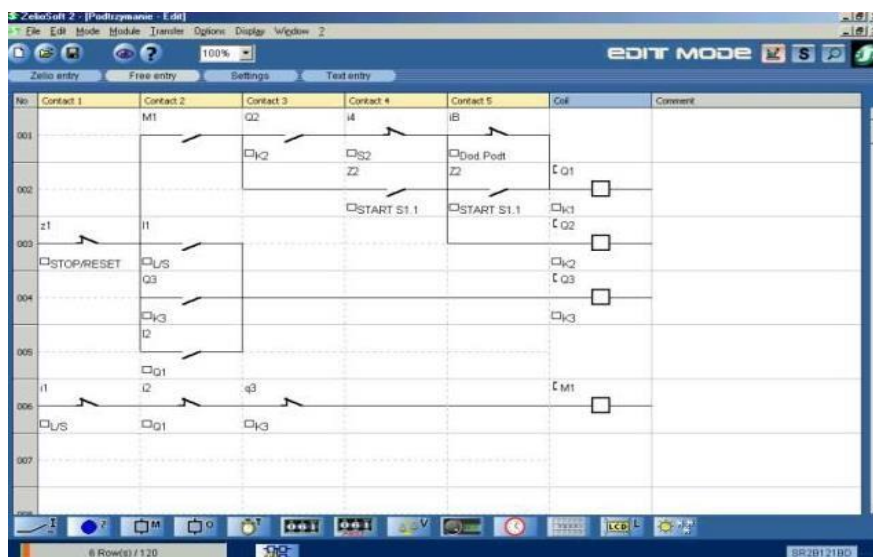 ZelioSoft 2 - [Podtrzymanie - Edit]
File Edit Mode Module Transfer Options Display Window ?
100% EDIT MODE S
Zelio entry Free entry Settings Text entry
No Contact 1 Contact 2 Contact 3 Contact 4 Contact 5 Coil Comment
M1 Q2 i4 iB
001
K2 S2 Dod. Podt
Z2 Z2 Q1
002
START S1.1 START S1.1 K1
z1 I1 Q2
003
STOP/RESET L/S K2
Q3 Q3
004
K3 K3
I2
005
Q1
i1 i2 q3 M1
006
L/S Q1 K3
007
6 Row(s) / 120 SR2B121BD